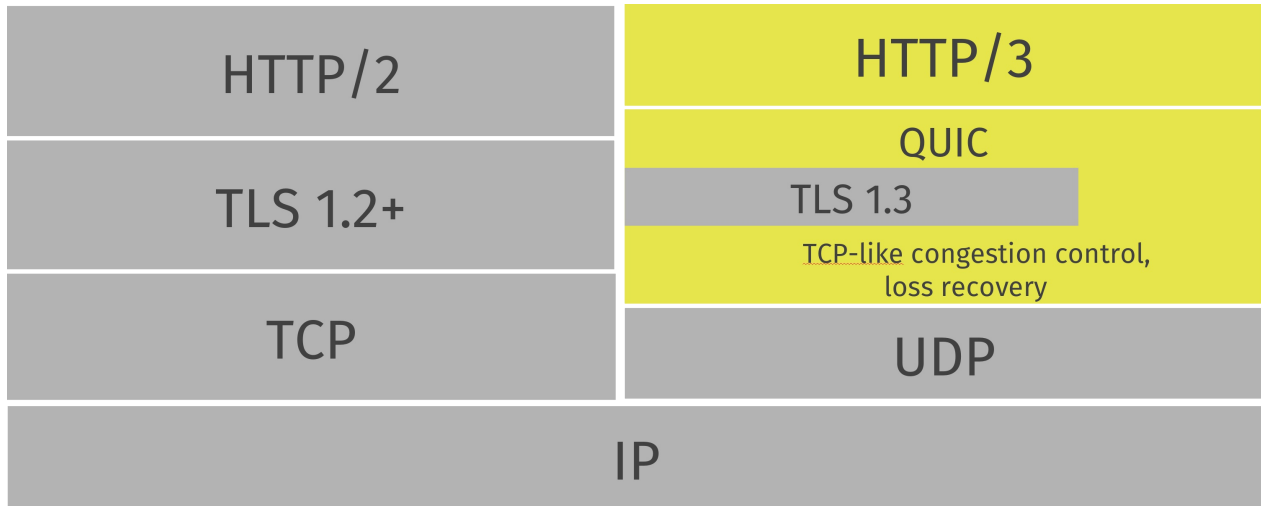 HTTP/2
TLS 1.2+
TCP
HTTP/3
QUIC
TLS 1.3
TCP-like congestion control,
loss recovery
UDP
IP